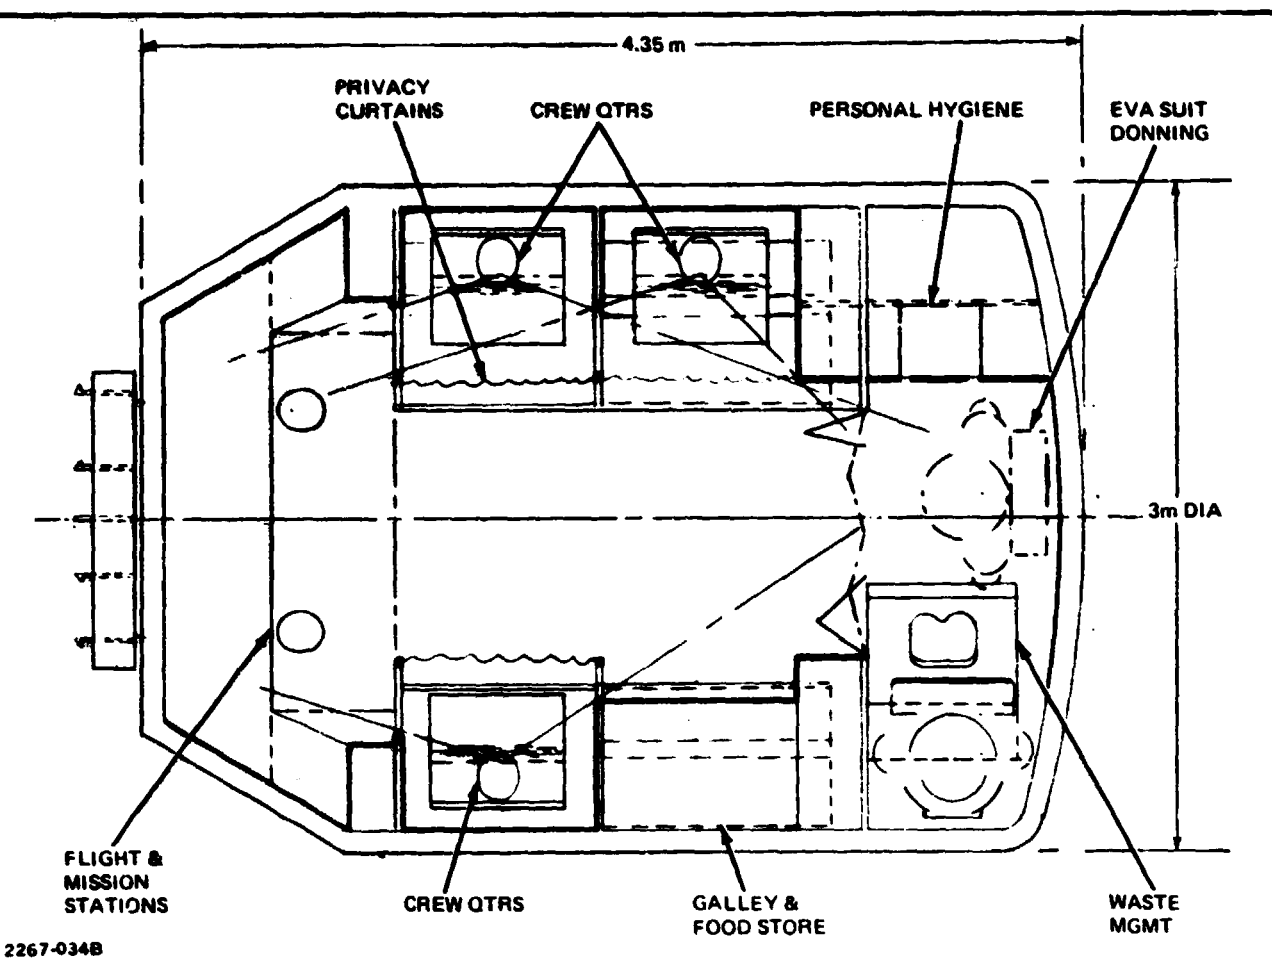 4.35 m
PRIVACY
CURTAINS
CREW QTRS
PERSONAL HYGIENE
EVA SUIT
DONNING
3m DIA
FLIGHT &
MISSION
STATIONS
CREW QTRS
GALLEY &
FOOD STORE
WASTE
MGMT
2267-034B